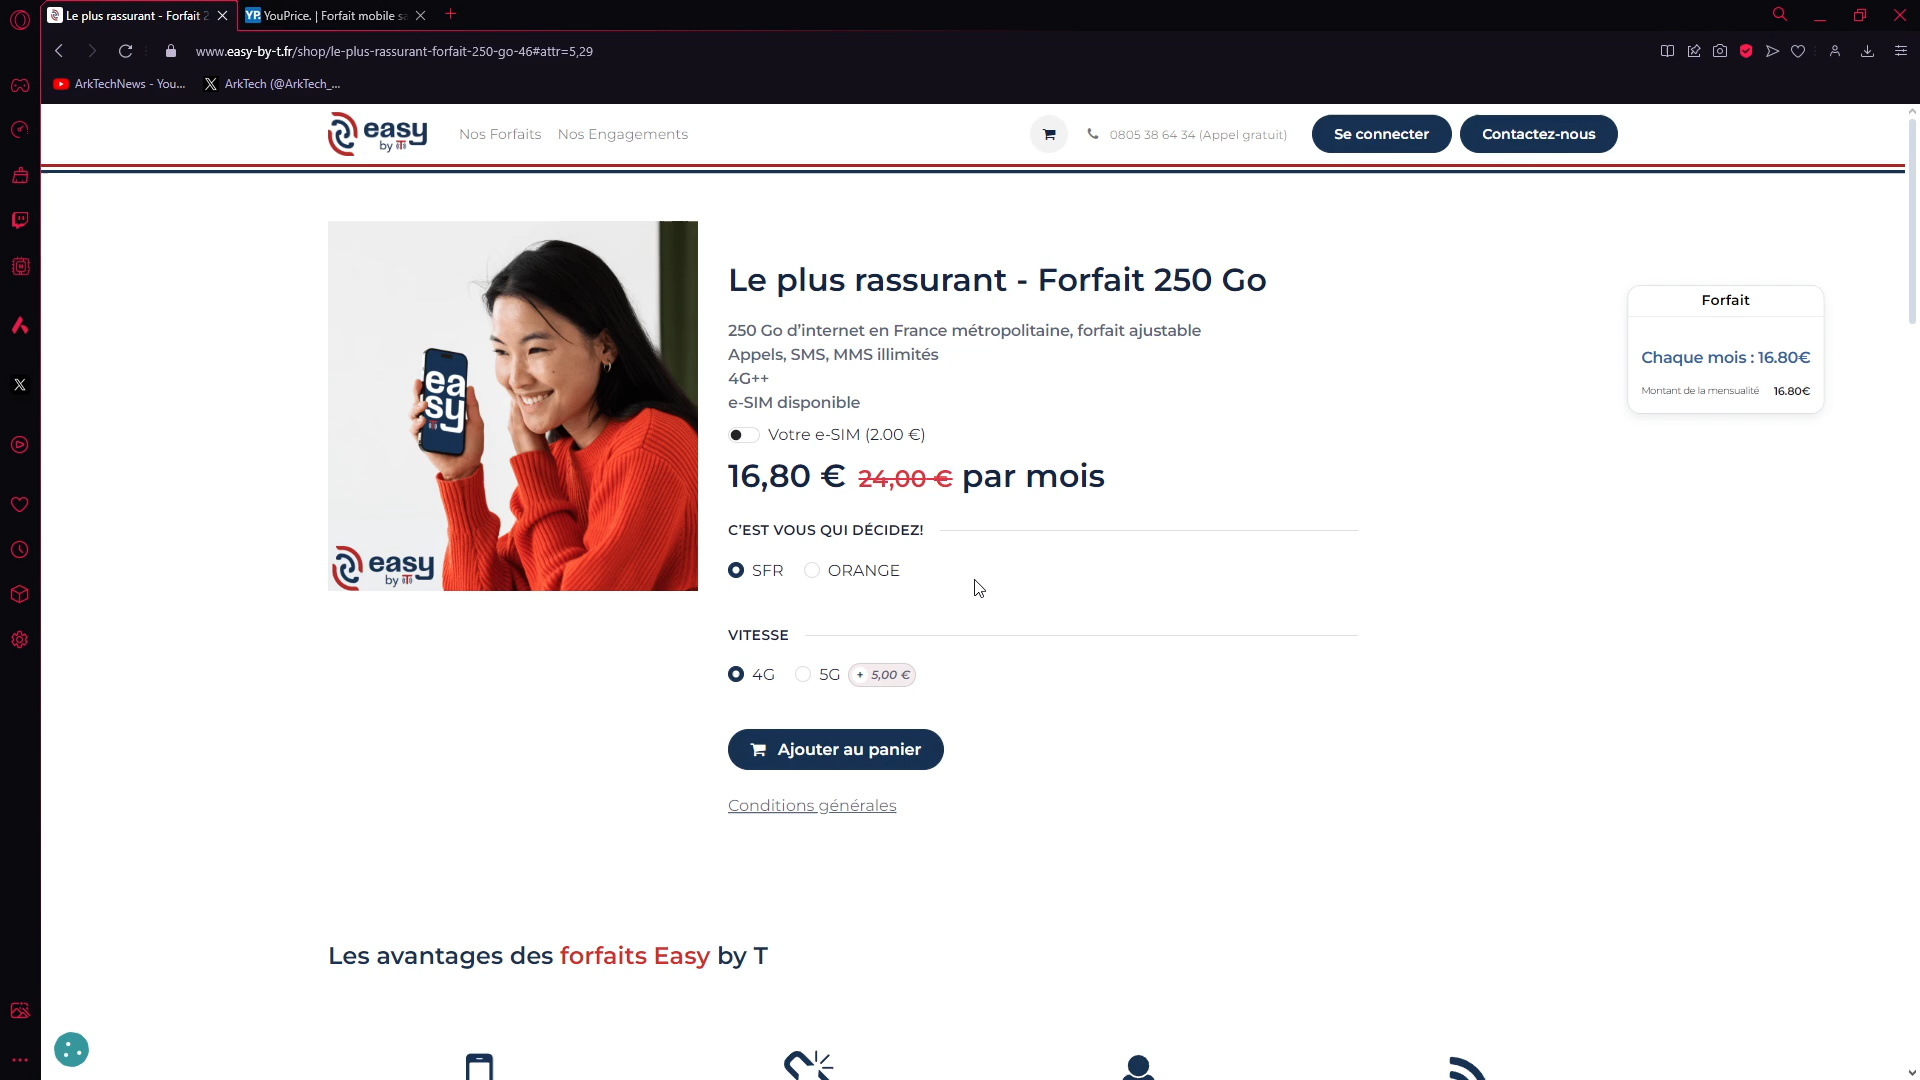 Le plus rassurant - Forfait 2
YP. YouPrice. | Forfait mobile sa
www.easy-by-t.fr/shop/le-plus-rassurant-forfait-250-go-46#attr=5,29
ArkTechNews - You...
ArkTech (@ArkTech_...
easy
by T
Nos Forfaits
Nos Engagements
0805 38 64 34 (Appel gratuit)
Se connecter
Contactez-nous
ea
sy
easy
by T
Le plus rassurant - Forfait 250 Go
250 Go d’internet en France métropolitaine, forfait ajustable
Appels, SMS, MMS illimités
4G++
e-SIM disponible
Votre e-SIM (2.00 €)
16,80 € 24,00 € par mois
C’EST VOUS QUI DÉCIDEZ!
SFR
ORANGE
VITESSE
4G
5G + 5,00 €
Ajouter au panier
Conditions générales
Forfait
Chaque mois : 16.80€
Montant de la mensualité 16.80€
Les avantages des forfaits Easy by T